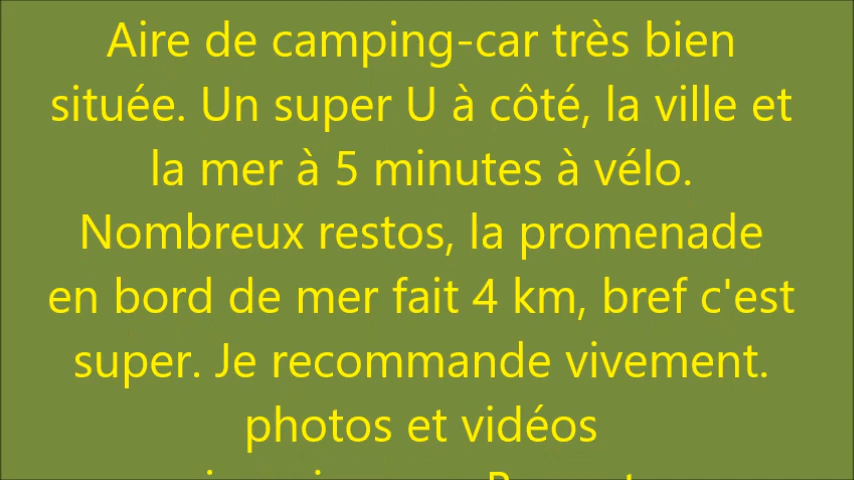 Aire de camping-car très bien
située. Un super U à côté, la ville et
la mer à 5 minutes à vélo.
Nombreux restos, la promenade
en bord de mer fait 4 km, bref c'est
super. Je recommande vivement.
photos et vidéos